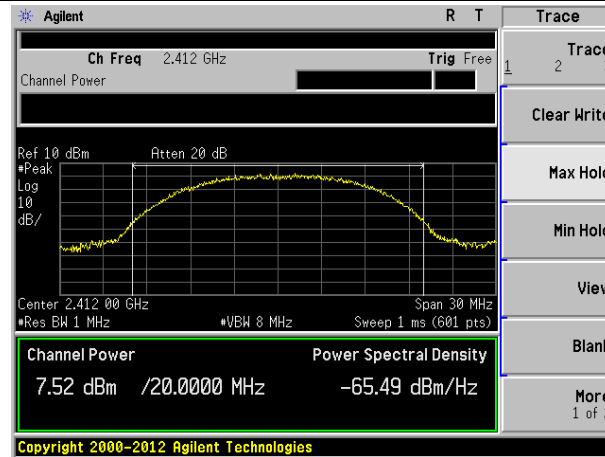 Agilent R T Trace
Ch Freq 2.412 GHz Trig Free
Channel Power
Trace
1 2
Clear Write
Max Hold
Min Hold
View
Blank
More
1 of
Ref 10 dBm Atten 20 dB
#Peak
Log
10
dB/
Center 2.412 00 GHz Span 30 MHz
#Res BW 1 MHz #VBW 8 MHz Sweep 1 ms (601 pts)
Channel Power Power Spectral Density
7.52 dBm /20.0000 MHz -65.49 dBm/Hz
Copyright 2000-2012 Agilent Technologies